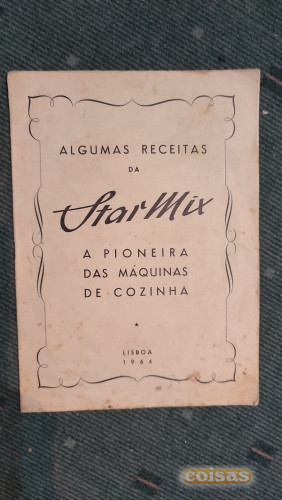 ALGUMAS RECEITAS
DA
StarMix
A PIONEIRA
DAS MÁQUINAS
DE COZINHA
*
LISBOA
1964
coisas